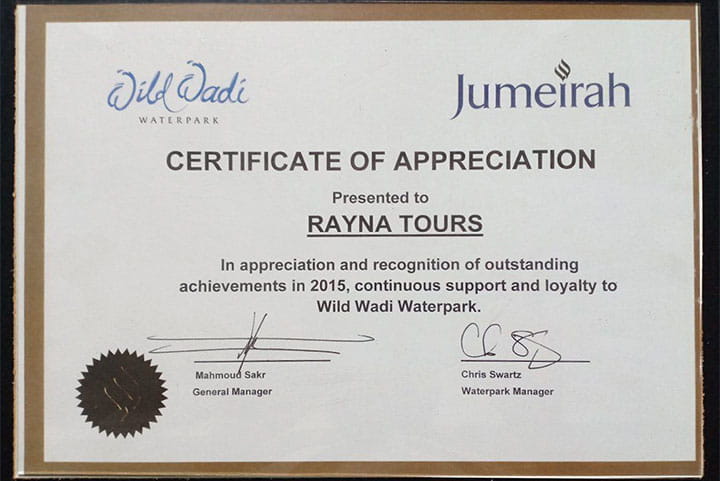 Wild Wadi
WATERPARK
Jumeirah
CERTIFICATE OF APPRECIATION
Presented to
RAYNA TOURS
In appreciation and recognition of outstanding
achievements in 2015, continuous support and loyalty to
Wild Wadi Waterpark.
Mahmoud Sakr
General Manager
Chris Swartz
Waterpark Manager